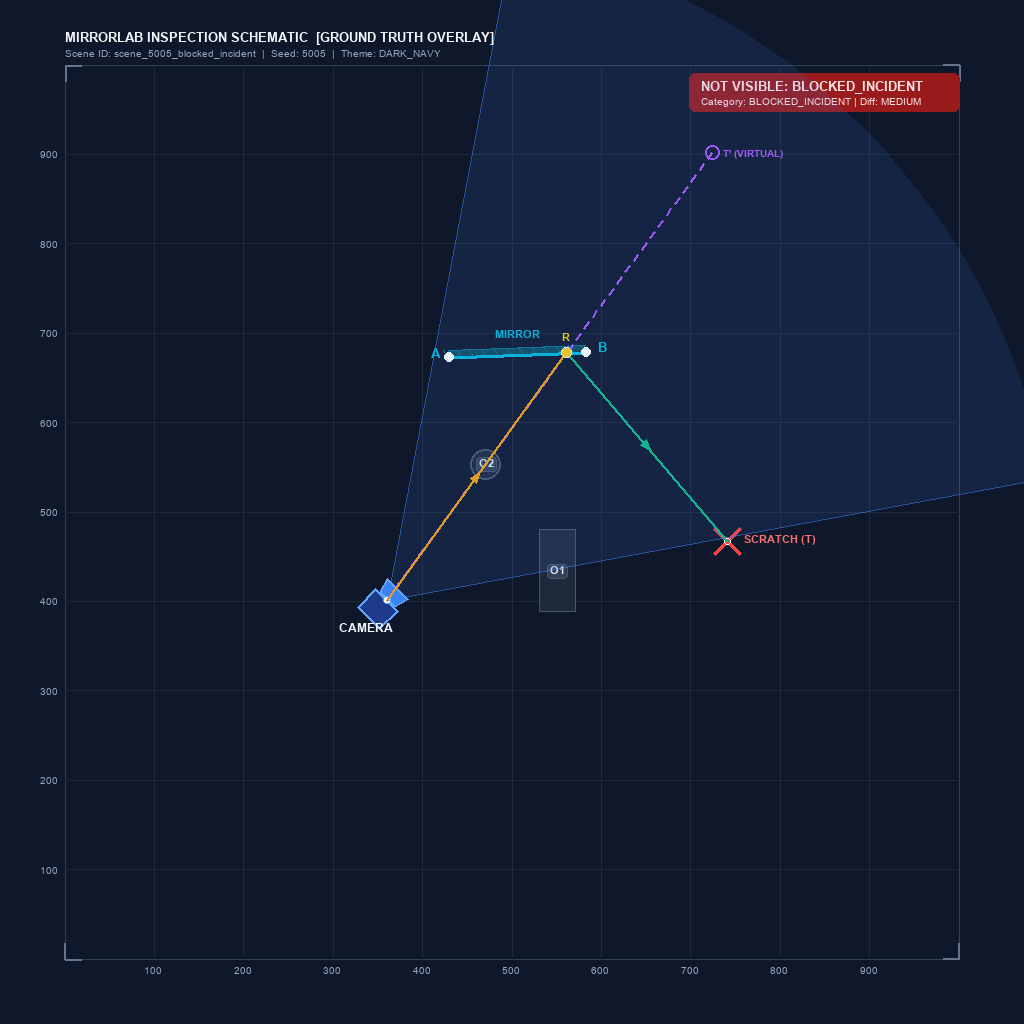 MIRRORLAB INSPECTION SCHEMATIC [GROUND TRUTH OVERLAY]
Scene ID: scene_5005_blocked_incident | Seed: 5005 | Theme: DARK_NAVY
NOT VISIBLE: BLOCKED_INCIDENT
Category: BLOCKED_INCIDENT | Diff: MEDIUM
900
T' (VIRTUAL)
800
700
MIRROR
R
A
B
600
O2
500
SCRATCH (T)
O1
400
CAMERA
300
200
100
100 200 300 400 500 600 700 800 900